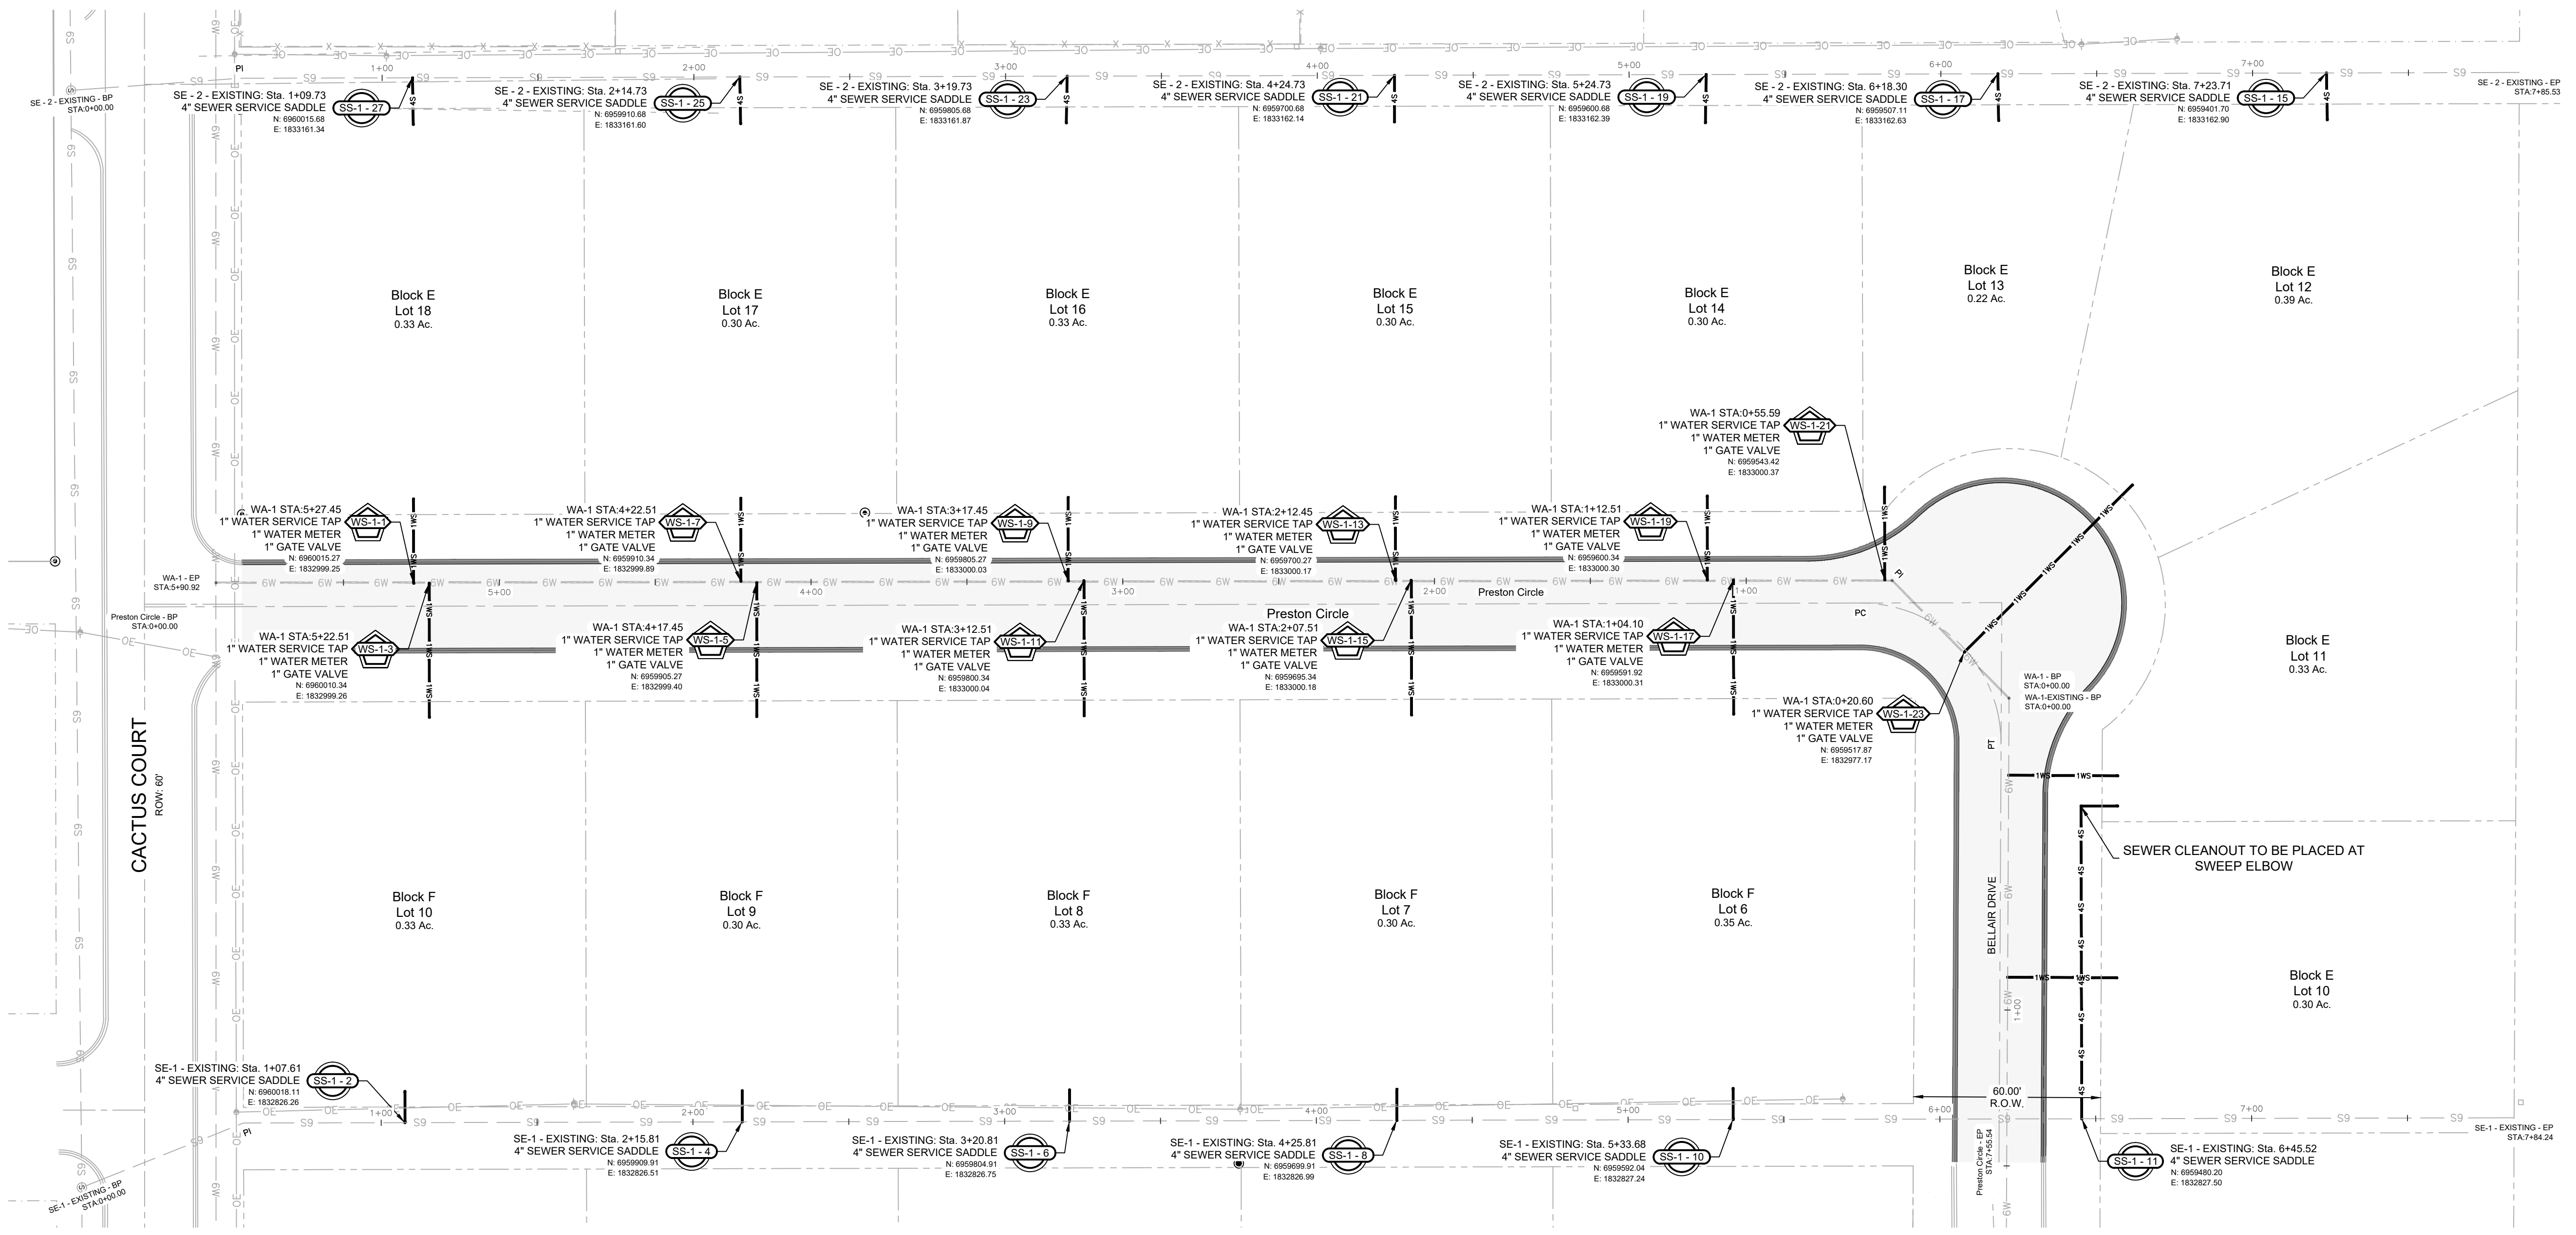 PI
1+00
2+00
3+00
4+00
5+00
6+00
7+00
SE - 2 - EXISTING - BP
STA:0+00.00
SE - 2 - EXISTING: Sta. 1+09.73
4" SEWER SERVICE SADDLE
N: 6960015.68
E: 1833161.34
SS-1 - 27
4S
SE - 2 - EXISTING: Sta. 2+14.73
4" SEWER SERVICE SADDLE
N: 6959910.68
E: 1833161.60
SS-1 - 25
4S
SE - 2 - EXISTING: Sta. 3+19.73
4" SEWER SERVICE SADDLE
N: 6959805.68
E: 1833161.87
SS-1 - 23
4S
SE - 2 - EXISTING: Sta. 4+24.73
4" SEWER SERVICE SADDLE
N: 6959700.68
E: 1833162.14
SS-1 - 21
4S
SE - 2 - EXISTING: Sta. 5+24.73
4" SEWER SERVICE SADDLE
N: 6959600.68
E: 1833162.39
SS-1 - 19
4S
SE - 2 - EXISTING: Sta. 6+18.30
4" SEWER SERVICE SADDLE
N: 6959507.11
E: 1833162.63
SS-1 - 17
4S
SE - 2 - EXISTING: Sta. 7+23.71
4" SEWER SERVICE SADDLE
N: 6959401.70
E: 1833162.90
SS-1 - 15
4S
SE - 2 - EXISTING - EP
STA:7+85.53
Block E
Lot 18
0.33 Ac.
Block E
Lot 17
0.30 Ac.
Block E
Lot 16
0.33 Ac.
Block E
Lot 15
0.30 Ac.
Block E
Lot 14
0.30 Ac.
Block E
Lot 13
0.22 Ac.
Block E
Lot 12
0.39 Ac.
WA-1 STA:0+55.59
1" WATER SERVICE TAP
1" WATER METER
1" GATE VALVE
N: 6959543.42
E: 1833000.37
WS-1-21
1WS
WA-1 STA:5+27.45
1" WATER SERVICE TAP
1" WATER METER
1" GATE VALVE
N: 6960015.27
E: 1832999.25
WS-1-1
1WS
WA-1 STA:4+22.51
1" WATER SERVICE TAP
1" WATER METER
1" GATE VALVE
N: 6959910.34
E: 1832999.89
WS-1-7
1WS
WA-1 STA:3+17.45
1" WATER SERVICE TAP
1" WATER METER
1" GATE VALVE
N: 6959805.27
E: 1833000.03
WS-1-9
1WS
WA-1 STA:2+12.45
1" WATER SERVICE TAP
1" WATER METER
1" GATE VALVE
N: 6959700.27
E: 1833000.17
WS-1-13
1WS
WA-1 STA:1+12.51
1" WATER SERVICE TAP
1" WATER METER
1" GATE VALVE
N: 6959600.34
E: 1833000.30
WS-1-19
1WS
WA-1 - EP
STA:5+90.92
5+00
4+00
3+00
2+00
1+00
PI
Preston Circle
Preston Circle
PC
Preston Circle - BP
STA:0+00.00
WA-1 STA:5+22.51
1" WATER SERVICE TAP
1" WATER METER
1" GATE VALVE
N: 6960010.34
E: 1832999.26
WS-1-3
1WS
1WS
WA-1 STA:4+17.45
1" WATER SERVICE TAP
1" WATER METER
1" GATE VALVE
N: 6959905.27
E: 1832999.40
WS-1-5
1WS
1WS
WA-1 STA:3+12.51
1" WATER SERVICE TAP
1" WATER METER
1" GATE VALVE
N: 6959800.34
E: 1833000.04
WS-1-11
1WS
1WS
WA-1 STA:2+07.51
1" WATER SERVICE TAP
1" WATER METER
1" GATE VALVE
N: 6959695.34
E: 1833000.18
WS-1-15
1WS
1WS
WA-1 STA:1+04.10
1" WATER SERVICE TAP
1" WATER METER
1" GATE VALVE
N: 6959591.92
E: 1833000.31
WS-1-17
1WS
1WS
WA-1 STA:0+20.60
1" WATER SERVICE TAP
1" WATER METER
1" GATE VALVE
N: 6959517.87
E: 1832977.17
WS-1-23
1WS
1WS
1WS
1WS
WA-1 - BP
STA:0+00.00
WA-1-EXISTING - BP
STA:0+00.00
PT
Block E
Lot 11
0.33 Ac.
CACTUS COURT
ROW: 60'
1WS
1WS
SEWER CLEANOUT TO BE PLACED AT
SWEEP ELBOW
BELLAIR DRIVE
Block F
Lot 10
0.33 Ac.
Block F
Lot 9
0.30 Ac.
Block F
Lot 8
0.33 Ac.
Block F
Lot 7
0.30 Ac.
Block F
Lot 6
0.35 Ac.
1WS
1WS
1+00
Block E
Lot 10
0.30 Ac.
60.00'
R.O.W.
SE-1 - EXISTING: Sta. 1+07.61
4" SEWER SERVICE SADDLE
N: 6960018.11
E: 1832826.26
SS-1 - 2
PI
1+00
2+00
3+00
4+00
5+00
6+00
7+00
SE-1 - EXISTING - BP
STA:0+00.00
SE-1 - EXISTING: Sta. 2+15.81
4" SEWER SERVICE SADDLE
N: 6959909.91
E: 1832826.51
SS-1 - 4
SE-1 - EXISTING: Sta. 3+20.81
4" SEWER SERVICE SADDLE
N: 6959804.91
E: 1832826.75
SS-1 - 6
SE-1 - EXISTING: Sta. 4+25.81
4" SEWER SERVICE SADDLE
N: 6959699.91
E: 1832826.99
SS-1 - 8
SE-1 - EXISTING: Sta. 5+33.68
4" SEWER SERVICE SADDLE
N: 6959592.04
E: 1832827.24
SS-1 - 10
Preston Circle - EP
STA:7+55.54
SS-1 - 11
SE-1 - EXISTING: Sta. 6+45.52
4" SEWER SERVICE SADDLE
N: 6959480.20
E: 1832827.50
SE-1 - EXISTING - EP
STA:7+84.24